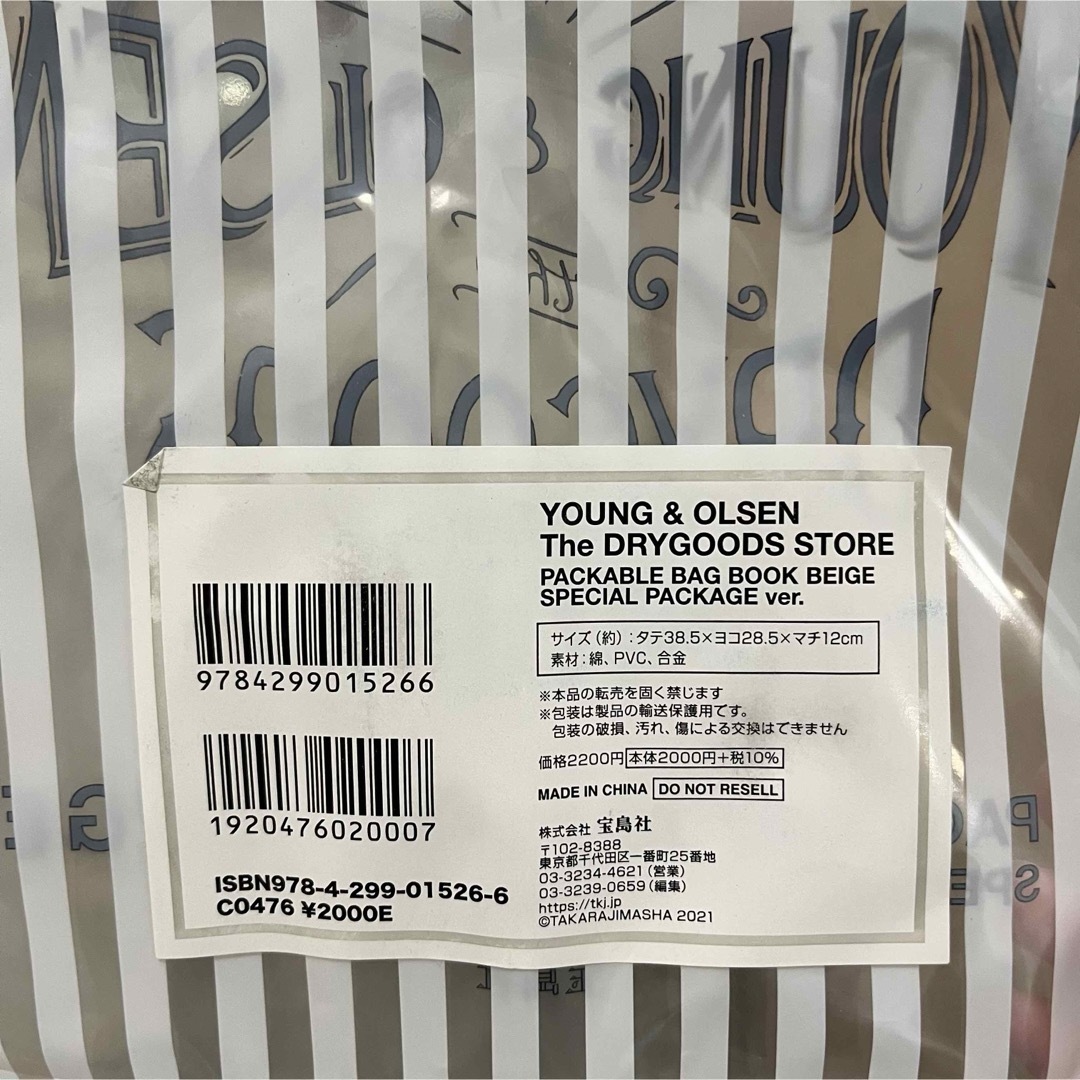 YOUNG & OLSEN
The DRYGOODS STORE
PACKABLE BAG BOOK BEIGE
SPECIAL PACKAGE ver.
サイズ(約):タテ38.5×ヨコ28.5×マチ12cm
素材:綿、PVC、合金
※本品の転売を固く禁じます
※包装は製品の輸送保護用です。
包装の破損、汚れ、傷による交換はできません
価格2200円 本体2000円+税10%
MADE IN CHINA DO NOT RESELL
株式会社 宝島社
〒102-8388
東京都千代田区一番町25番地
03-3234-4621(営業)
03-3239-0659(編集)
https://tkj.jp
©TAKARAJIMASHA 2021
9784299015266
1920476020007
ISBN978-4-299-01526-6
C0476 ¥2000E